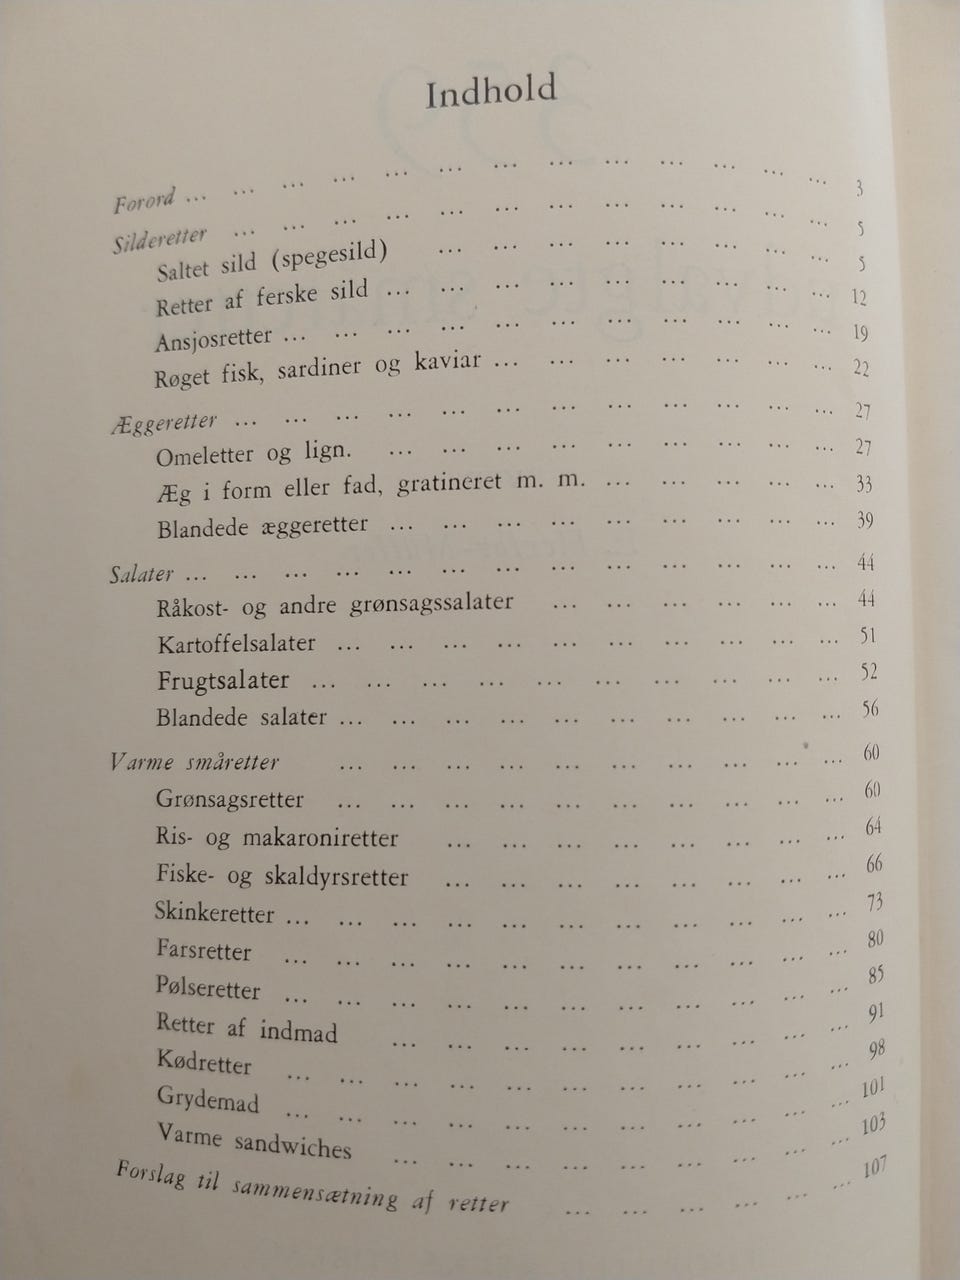 Indhold
Forord ... ... ... ... ... ... ... ... ... ... ... ... ... 3
Silderetter ... ... ... ... ... ... ... ... ... ... ... ... 5
Saltet sild (spegesild) ... ... ... ... ... ... ... ... 5
Retter af ferske sild ... ... ... ... ... ... ... ... ... 12
Ansjosretter ... ... ... ... ... ... ... ... ... ... ... 19
Røget fisk, sardiner og kaviar ... ... ... ... ... ... ... 22
Æggeretter ... ... ... ... ... ... ... ... ... ... ... ... 27
Omeletter og lign. ... ... ... ... ... ... ... ... ... 27
Æg i form eller fad, gratineret m. m. ... ... ... ... ... 33
Blandede æggeretter ... ... ... ... ... ... ... ... ... 39
Salater ... ... ... ... ... ... ... ... ... ... ... ... ... 44
Råkost- og andre grønsagssalater ... ... ... ... ... ... 44
Kartoffelsalater ... ... ... ... ... ... ... ... ... ... 51
Frugtsalater ... ... ... ... ... ... ... ... ... ... 52
Blandede salater ... ... ... ... ... ... ... ... ... ... 56
Varme småretter ... ... ... ... ... ... ... ... ... ... 60
Grønsagsretter ... ... ... ... ... ... ... ... ... ... 60
Ris- og makaroniretter ... ... ... ... ... ... ... ... 64
Fiske- og skaldyrsretter ... ... ... ... ... ... ... ... 66
Skinkeretter ... ... ... ... ... ... ... ... ... ... ... 73
Farsretter ... ... ... ... ... ... ... ... ... ... ... 80
Pølseretter ... ... ... ... ... ... ... ... ... ... ... 85
Retter af indmad ... ... ... ... ... ... ... ... ... 91
Kødretter ... ... ... ... ... ... ... ... ... ... ... 98
Grydemad ... ... ... ... ... ... ... ... ... ... ... 101
Varme sandwiches ... ... ... ... ... ... ... ... ... 103
Forslag til sammensætning af retter ... ... ... ... ... ... 107